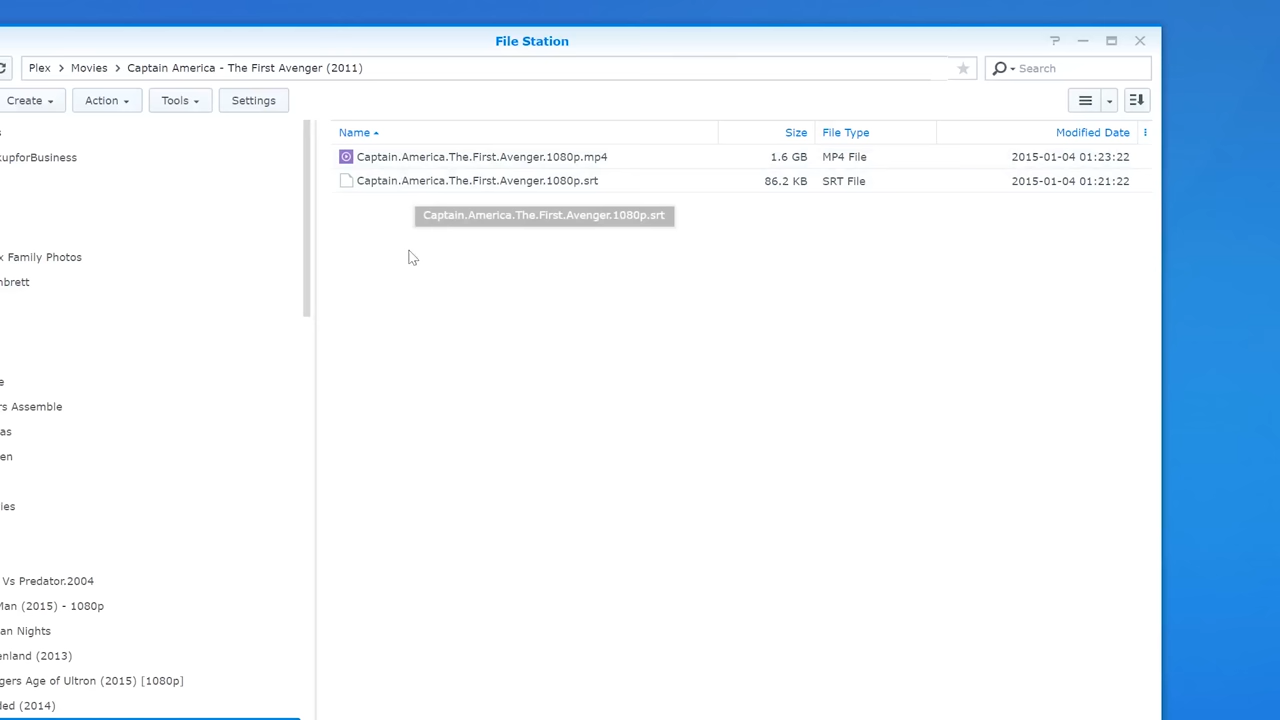 File Station
Plex Movies Captain America - The First Avenger (2011) Search
Create Action Tools Settings
Name Size File Type Modified Date
Captain.America.The.First.Avenger.1080p.mp4 1.6 GB MP4 File 2015-01-04 01:23:22
Captain.America.The.First.Avenger.1080p.srt 86.2 KB SRT File 2015-01-04 01:21:22
Captain.America.The.First.Avenger.1080p.srt
s
kupforBusiness
x Family Photos
nbrett
e
rs Assemble
as
en
ies
Vs Predator.2004
Man (2015) - 1080p
an Nights
enland (2013)
gers Age of Ultron (2015) [1080p]
ded (2014)